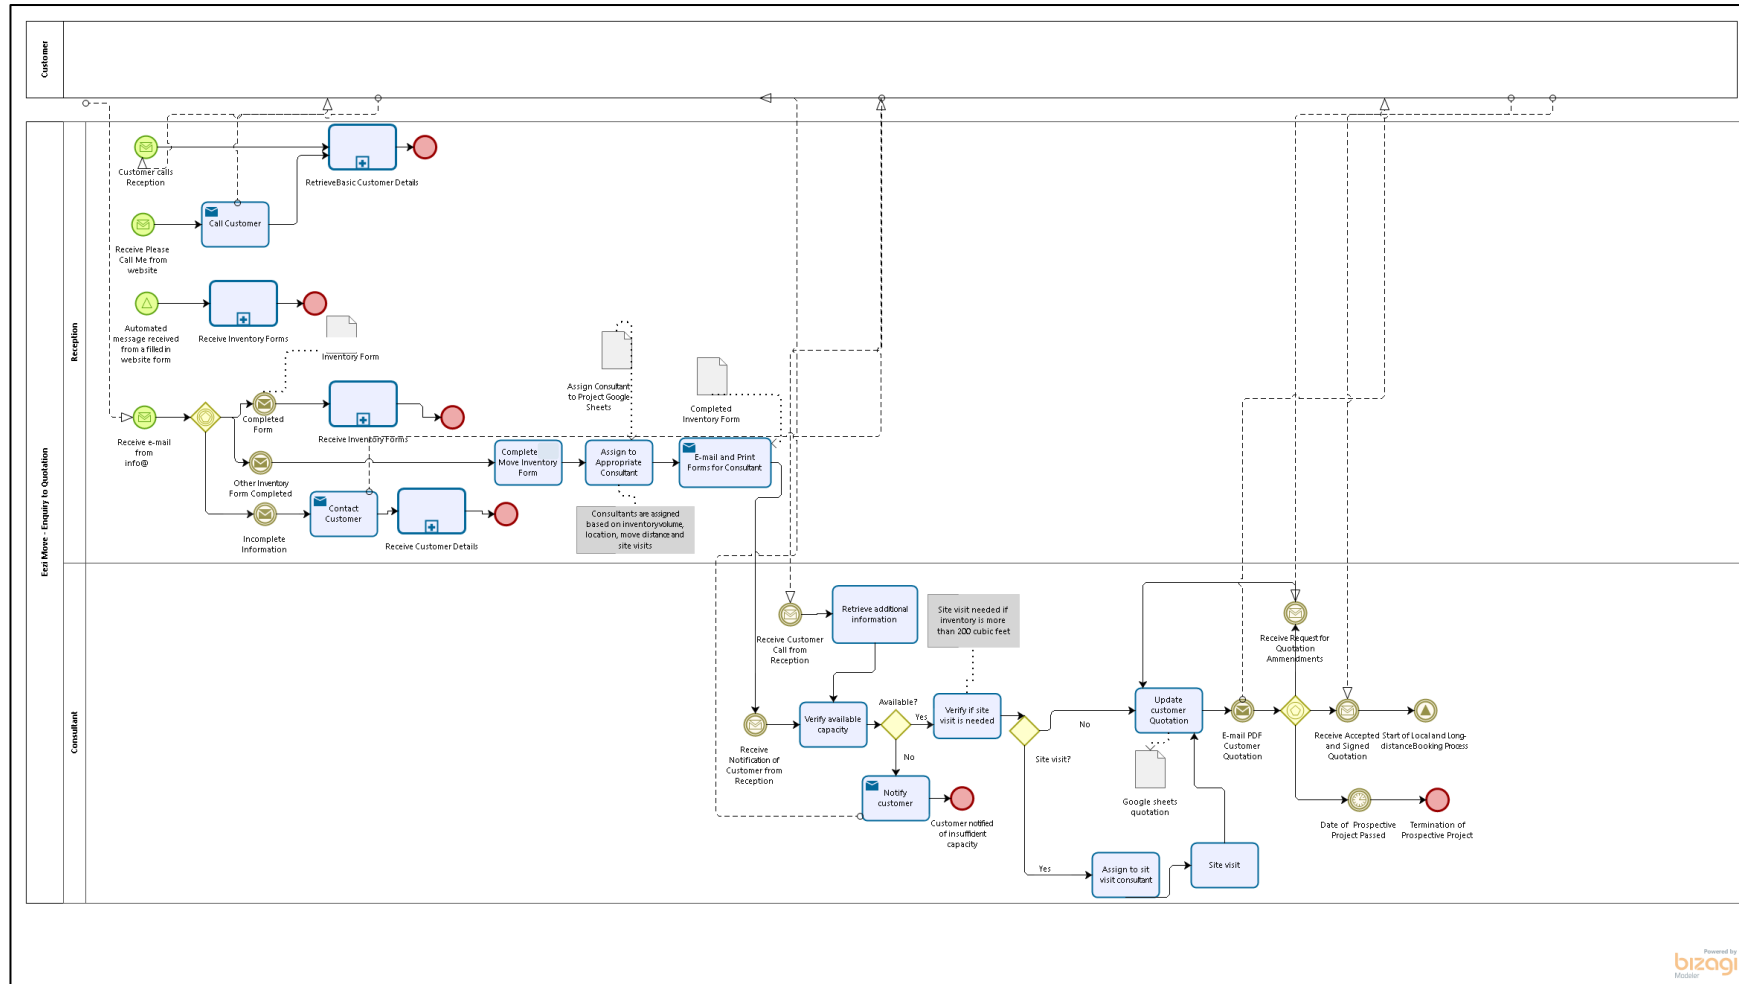 Customer
Eezi Move - Enquiry to Quotation
Reception
Customer calls
Reception
RetrieveBasic Customer Details
Call Customer
Receive Please
Call Me from
website
Automated
message received
from a filled in
website form
Receive Inventory Forms
Inventory Form
Assign Consultant
to Project Google
Sheets
Completed
Inventory Form
Completed
Form
Receive Inventory Forms
Receive e-mail
from
info@
Other Inventory
Form Completed
Complete
Move Inventory
Form
Assign to
Appropriate
Consultant
E-mail and Print
Forms for Consultant
Contact
Customer
Incomplete
Information
Receive Customer Details
Consultants are assigned
based on inventory volume,
location, move distance and
site visits
Consultant
Receive Customer
Call from
Reception
Retrieve additional
information
Site visit needed if
inventory is more
than 200 cubic feet
Receive Request for
Quotation
Ammendments
Receive
Notification of
Customer from
Reception
Verify available
capacity
Available?
Yes
No
Verify if site
visit is needed
Site visit?
No
Yes
Update
customer
Quotation
E-mail PDF
Customer
Quotation
Receive Accepted
and Signed
Quotation
Start of Local and Long-
distanceBooking Process
Notify
customer
Customer notified
of insufficient
capacity
Google sheets
quotation
Date of Prospective
Project Passed
Termination of
Prospective Project
Assign to sit
visit consultant
Site visit
Powered by
bizagi
Modeler